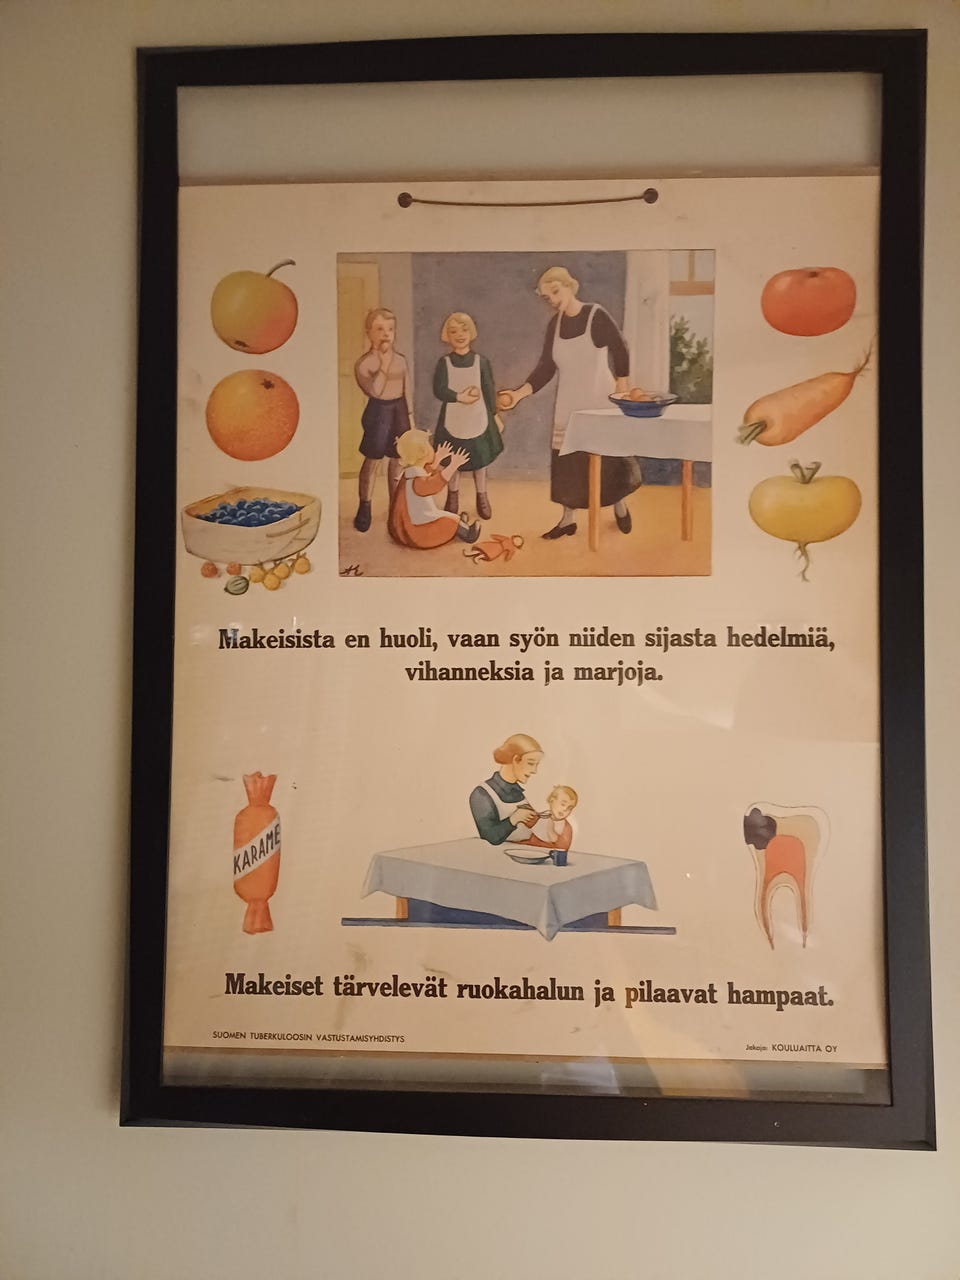 Makeisista en huoli, vaan syön niiden sijasta hedelmiä,
vihanneksia ja marjoja.
KARAME
Makeiset tärvelevät ruokahalun ja pilaavat hampaat.
SUOMEN TUBERKULOOSIN VASTUSTAMISYHDISTYS
Jakaja: KOULUAITTA OY